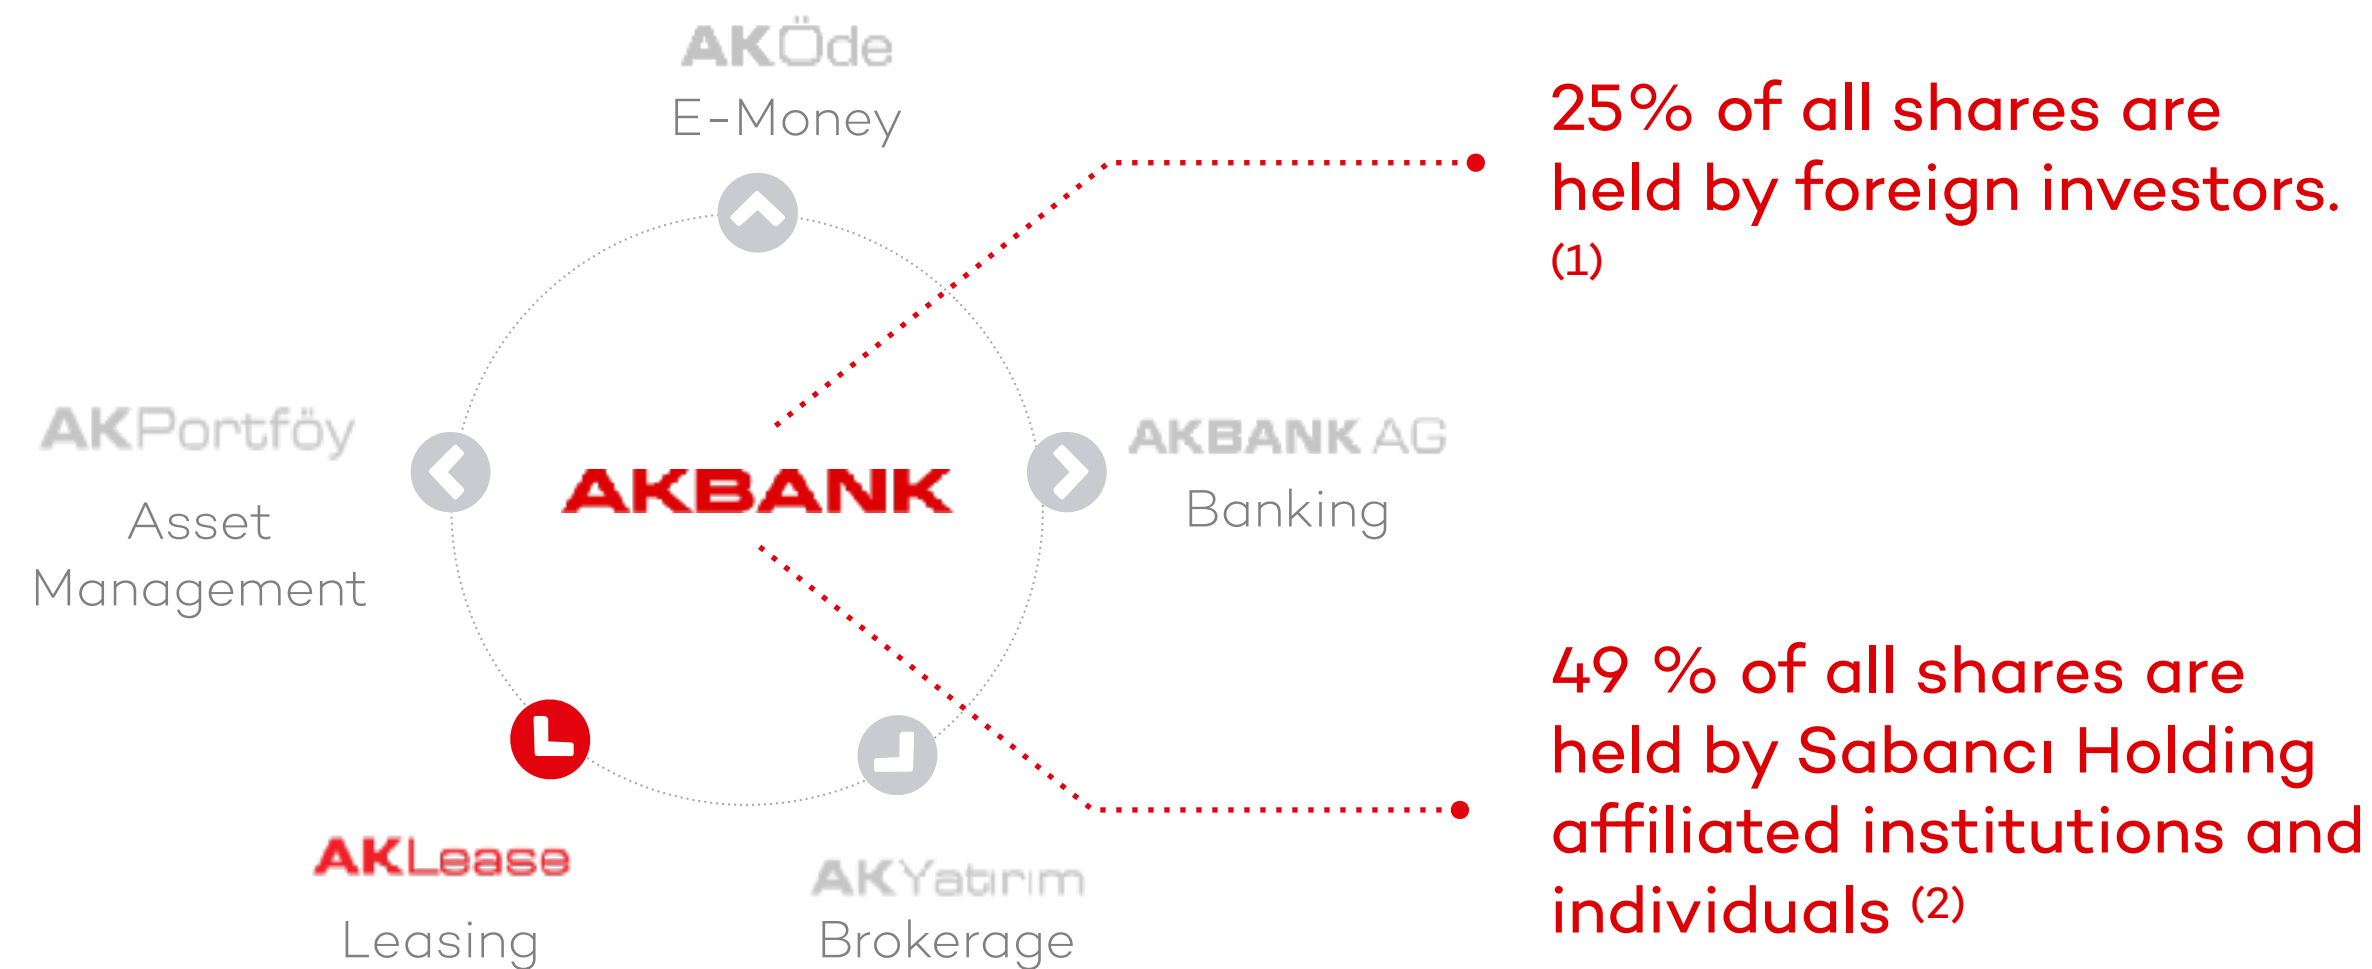 AKÖde
E-Money
25% of all shares are
held by foreign investors.
(1)
AKPortföy
Asset
Management
AKBANK
AKBANK AG
Banking
49 % of all shares are
held by Sabancı Holding
affiliated institutions and
individuals (2)
AKLease
Leasing
AKYatırım
Brokerage